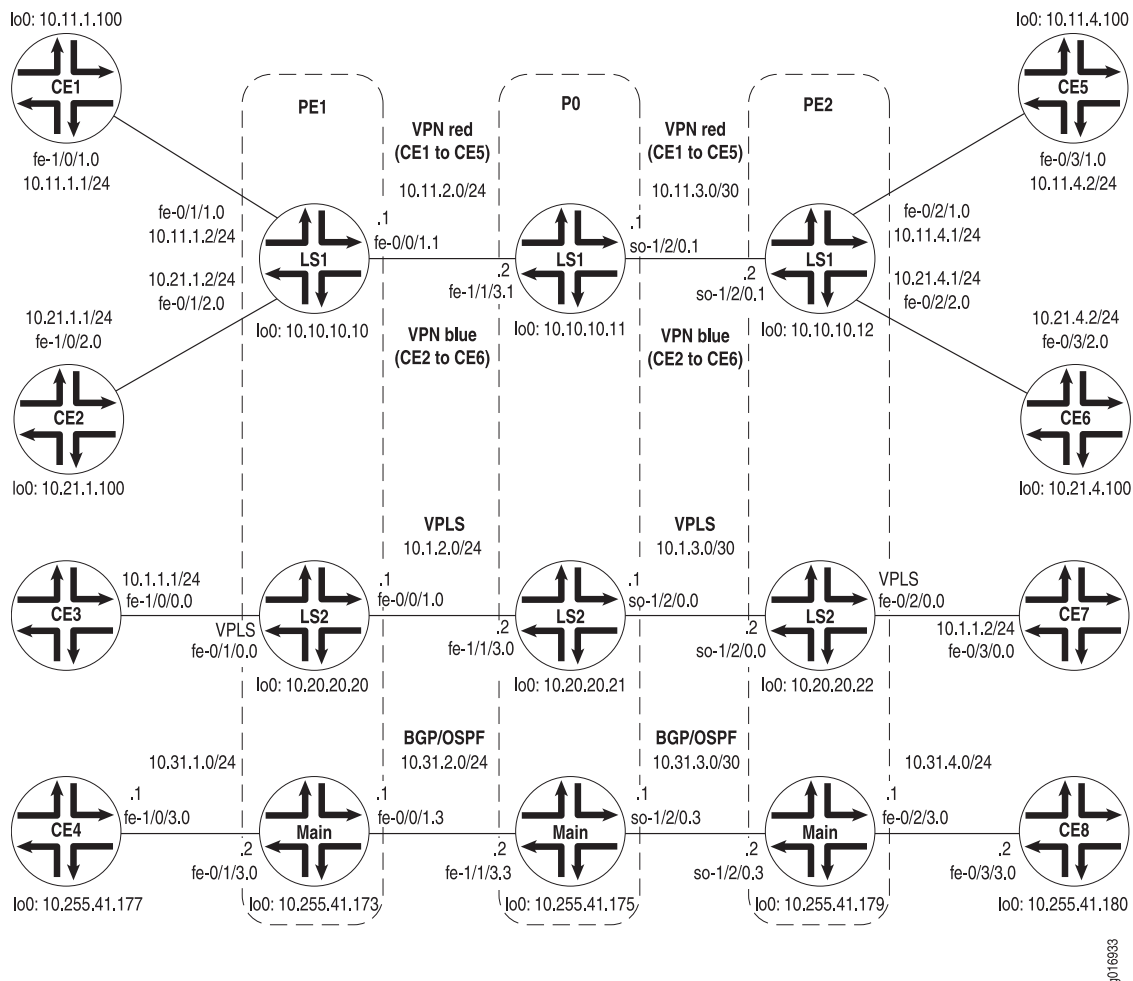 lo0: 10.11.1.100
CE1
fe-1/0/1.0
10.11.1.1/24
lo0: 10.11.4.100
CE5
fe-0/3/1.0
10.11.4.2/24
PE1
P0
PE2
VPN red
(CE1 to CE5)
10.11.2.0/24
VPN red
(CE1 to CE5)
10.11.3.0/30
fe-0/1/1.0
10.11.1.2/24
10.21.1.2/24
fe-0/1/2.0
LS1
lo0: 10.10.10.10
.1
fe-0/0/1.1
.2
fe-1/1/3.1
LS1
lo0: 10.10.10.11
.1
so-1/2/0.1
.2
so-1/2/0.1
LS1
lo0: 10.10.10.12
fe-0/2/1.0
10.11.4.1/24
10.21.4.1/24
fe-0/2/2.0
VPN blue
(CE2 to CE6)
VPN blue
(CE2 to CE6)
10.21.1.1/24
fe-1/0/2.0
CE2
lo0: 10.21.1.100
10.21.4.2/24
fe-0/3/2.0
CE6
lo0: 10.21.4.100
VPLS
10.1.2.0/24
VPLS
10.1.3.0/30
CE3
10.1.1.1/24
fe-1/0/0.0
VPLS
fe-0/1/0.0
LS2
lo0: 10.20.20.20
.1
fe-0/0/1.0
.2
fe-1/1/3.0
LS2
lo0: 10.20.20.21
.1
so-1/2/0.0
.2
so-1/2/0.0
LS2
lo0: 10.20.20.22
VPLS
fe-0/2/0.0
10.1.1.2/24
fe-0/3/0.0
CE7
BGP/OSPF
10.31.2.0/24
BGP/OSPF
10.31.3.0/30
10.31.1.0/24
10.31.4.0/24
CE4
lo0: 10.255.41.177
.1
fe-1/0/3.0
.2
fe-0/1/3.0
Main
lo0: 10.255.41.173
.1
fe-0/0/1.3
.2
fe-1/1/3.3
Main
lo0: 10.255.41.175
.1
so-1/2/0.3
.2
so-1/2/0.3
Main
lo0: 10.255.41.179
.1
fe-0/2/3.0
.2
fe-0/3/3.0
CE8
lo0: 10.255.41.180
g016933